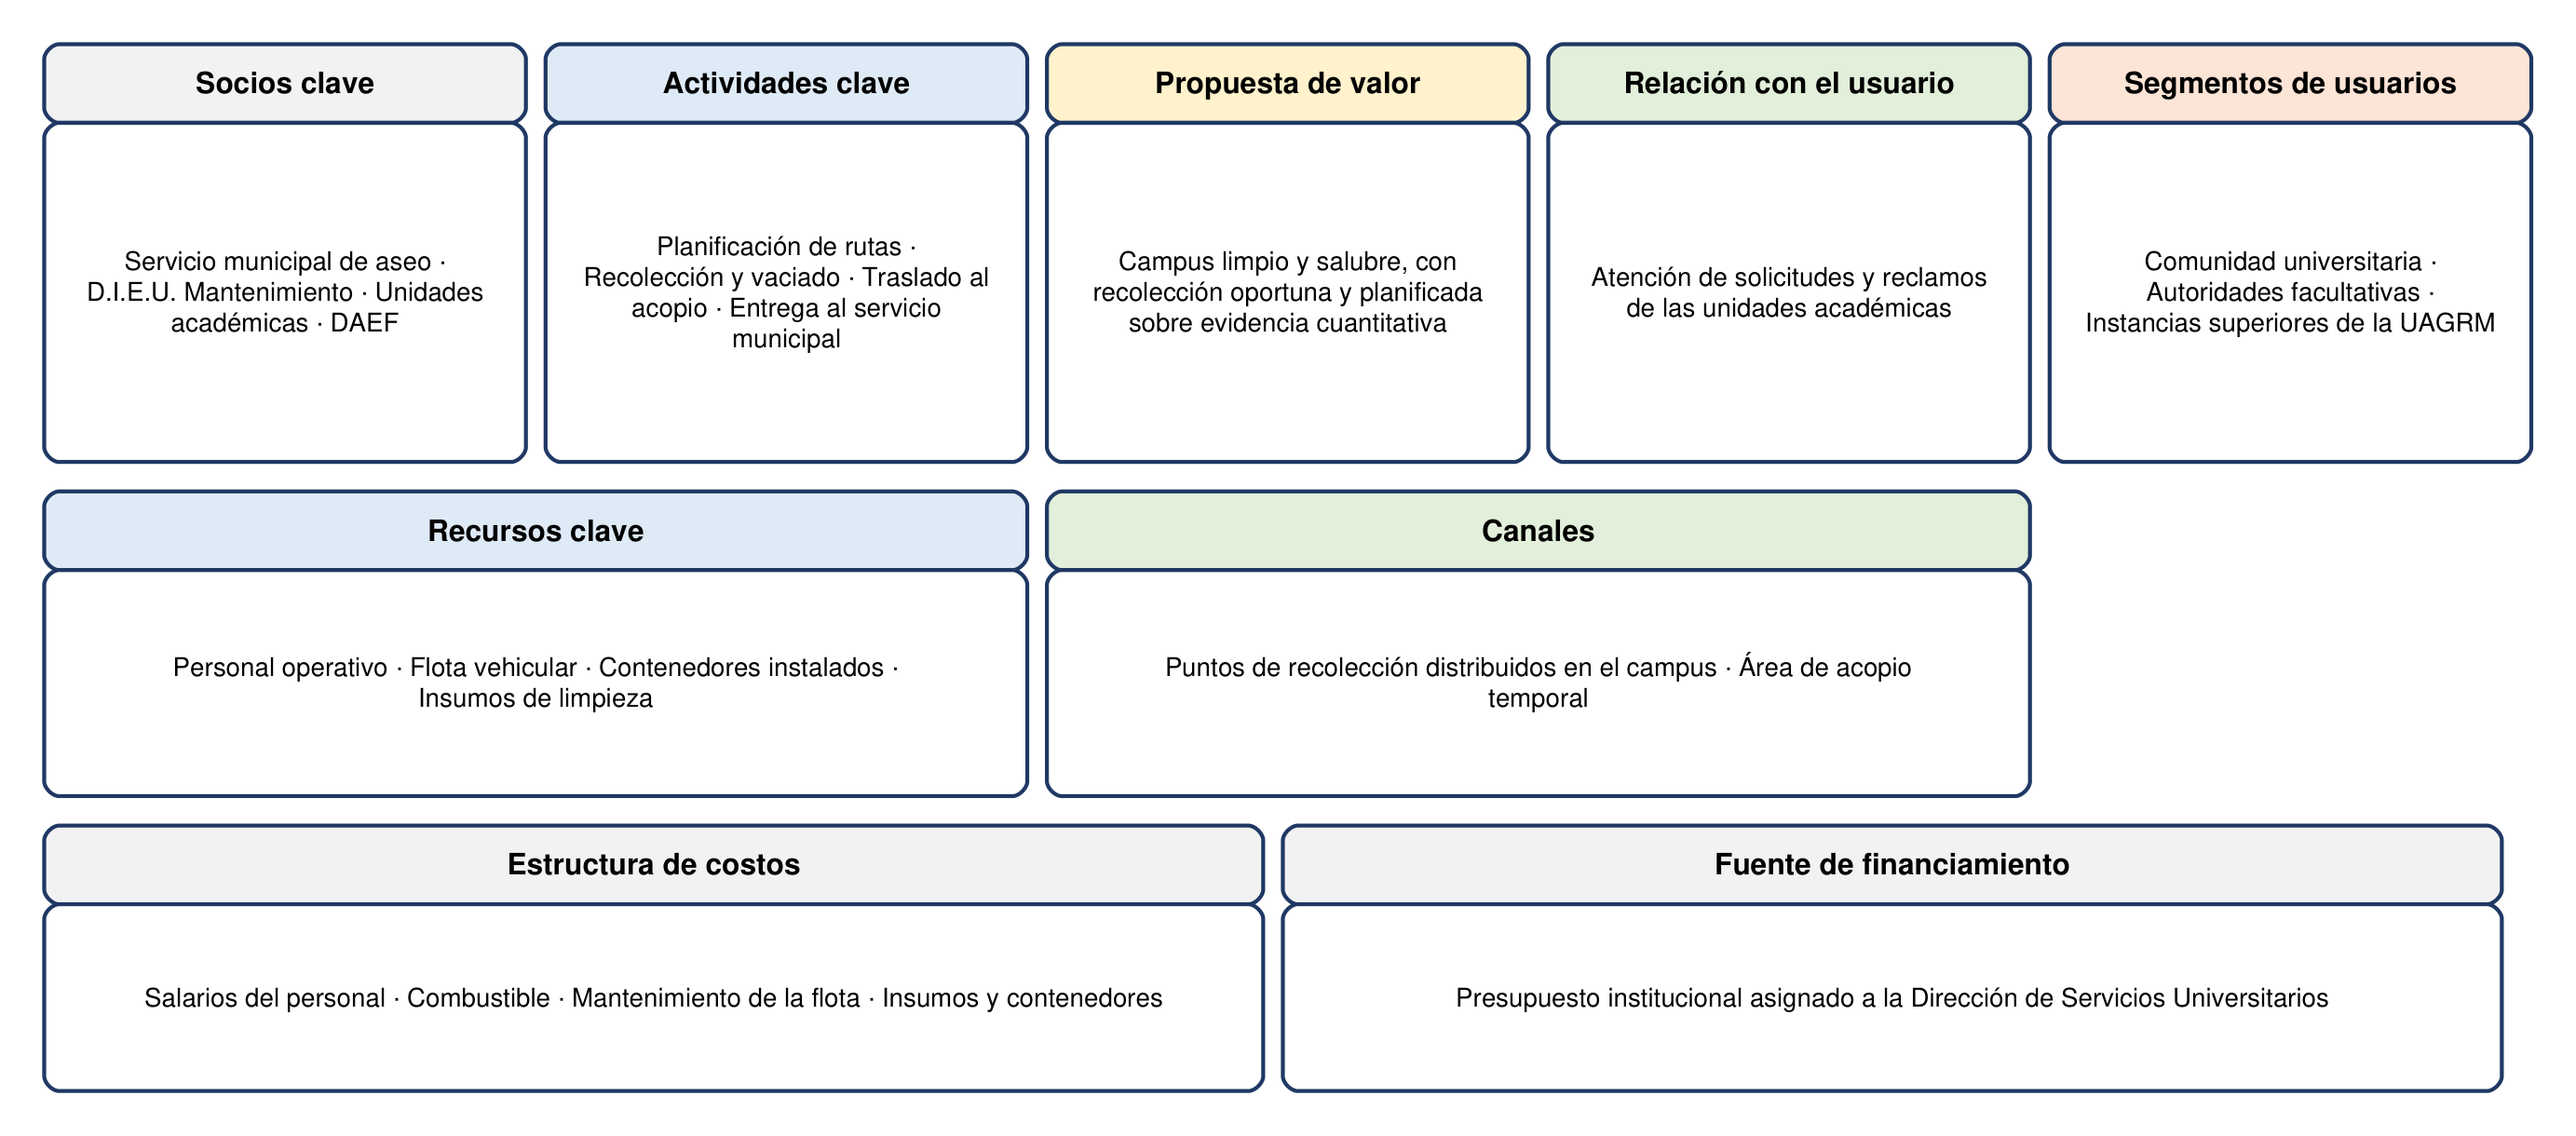 Socios clave
Servicio municipal de aseo ·
D.I.E.U. Mantenimiento · Unidades
académicas · DAEF
Actividades clave
Planificación de rutas ·
Recolección y vaciado · Traslado al
acopio · Entrega al servicio
municipal
Propuesta de valor
Campus limpio y salubre, con
recolección oportuna y planificada
sobre evidencia cuantitativa
Relación con el usuario
Atención de solicitudes y reclamos
de las unidades académicas
Segmentos de usuarios
Comunidad universitaria ·
Autoridades facultativas ·
Instancias superiores de la UAGRM
Recursos clave
Personal operativo · Flota vehicular · Contenedores instalados ·
Insumos de limpieza
Canales
Puntos de recolección distribuidos en el campus · Área de acopio
temporal
Estructura de costos
Salarios del personal · Combustible · Mantenimiento de la flota · Insumos y contenedores
Fuente de financiamiento
Presupuesto institucional asignado a la Dirección de Servicios Universitarios